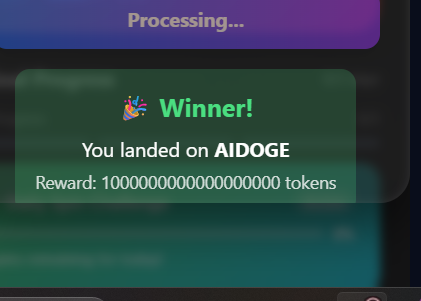 Processing...
🎉 Winner!
You landed on AIDOGE
Reward: 1000000000000000000 tokens